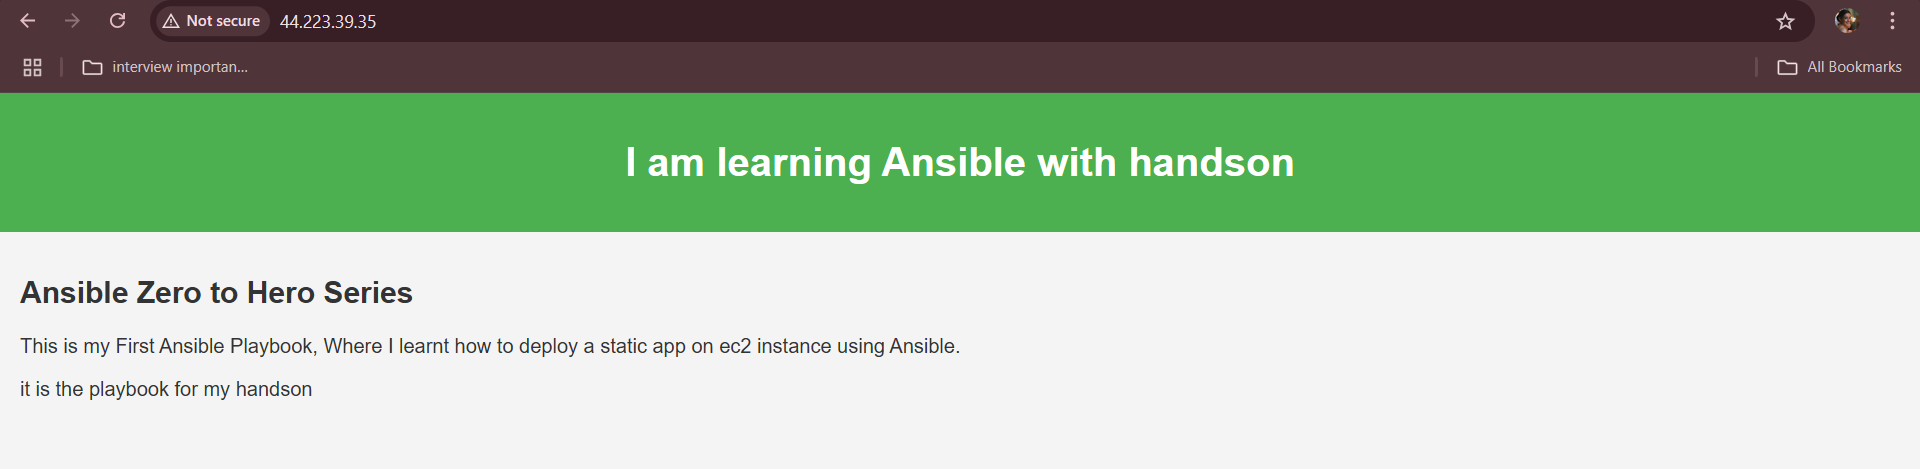 Not secure
44.223.39.35
interview importan...
All Bookmarks
I am learning Ansible with handson
Ansible Zero to Hero Series
This is my First Ansible Playbook, Where I learnt how to deploy a static app on ec2 instance using Ansible.
it is the playbook for my handson